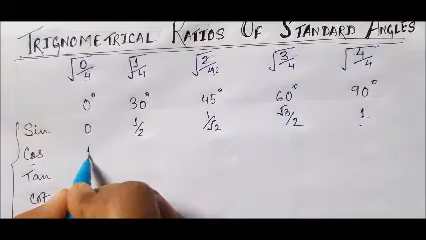 TRIGNOMETRICAL RATIOS OF STANDARD ANGLES
√0/4 √1/4 √2/4 √3/4 √4/4
0° 30° 45° 60° 90°
Sin 0 1/2 1/√2 √3/2 1
Cos 1
Tan
Cot